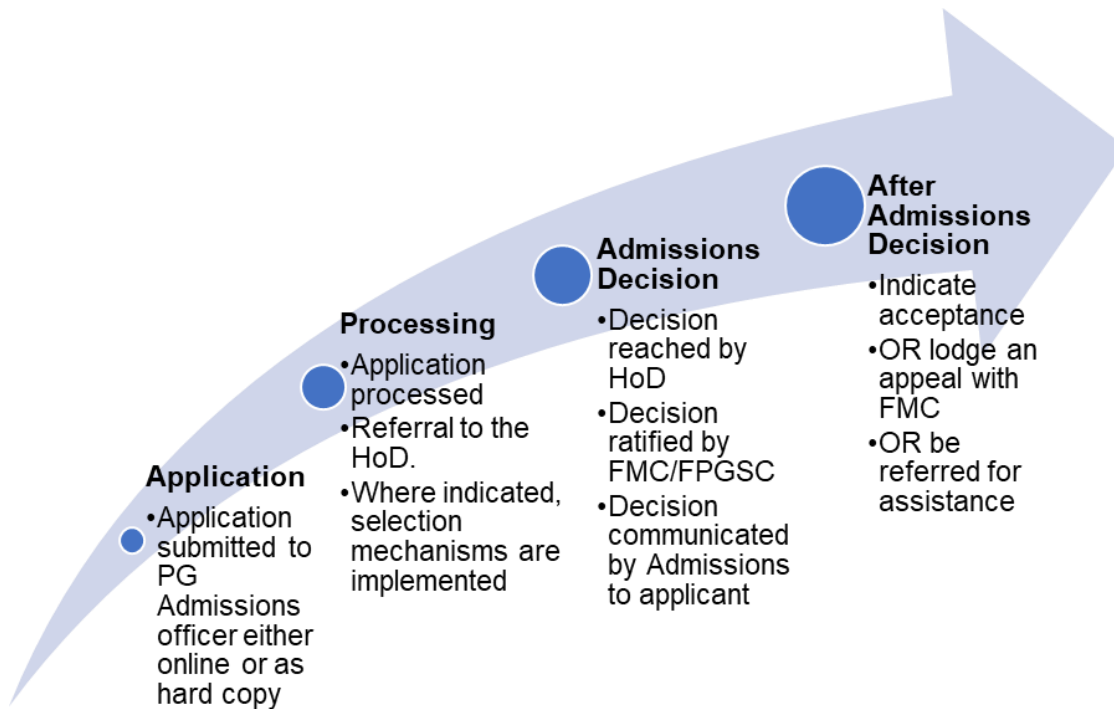 Application
•Application
submitted to
PG
Admissions
officer either
online or as
hard copy
Processing
•Application
processed
•Referral to the
HoD.
•Where indicated,
selection
mechanisms are
implemented
Admissions
Decision
•Decision
reached by
HoD
•Decision
ratified by
FMC/FPGSC
•Decision
communicated
by Admissions
to applicant
After
Admissions
Decision
•Indicate
acceptance
•OR lodge an
appeal with
FMC
•OR be
referred for
assistance